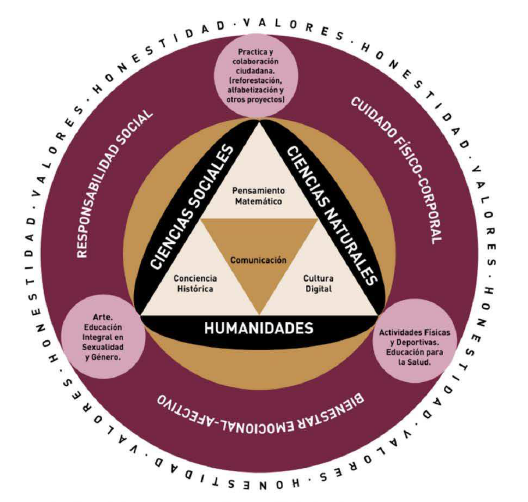 VALORES · HONESTIDAD · VALORES · HONESTIDAD · VALORES · HONESTIDAD · VALORES · HONESTIDAD · VALORES · HONESTIDAD ·
Practica y
colaboración
ciudadana.
(reforestación,
alfabetización y
otros proyectos)
RESPONSABILIDAD SOCIAL
CUIDADO FÍSICO-CORPORAL
CIENCIAS SOCIALES
CIENCIAS NATURALES
Pensamiento
Matemático
Comunicación
Conciencia
Histórica
Cultura
Digital
HUMANIDADES
Arte.
Educación
Integral en
Sexualidad
y Género.
Actividades Físicas
y Deportivas.
Educación para
la Salud.
BIENESTAR EMOCIONAL-AFECTIVO